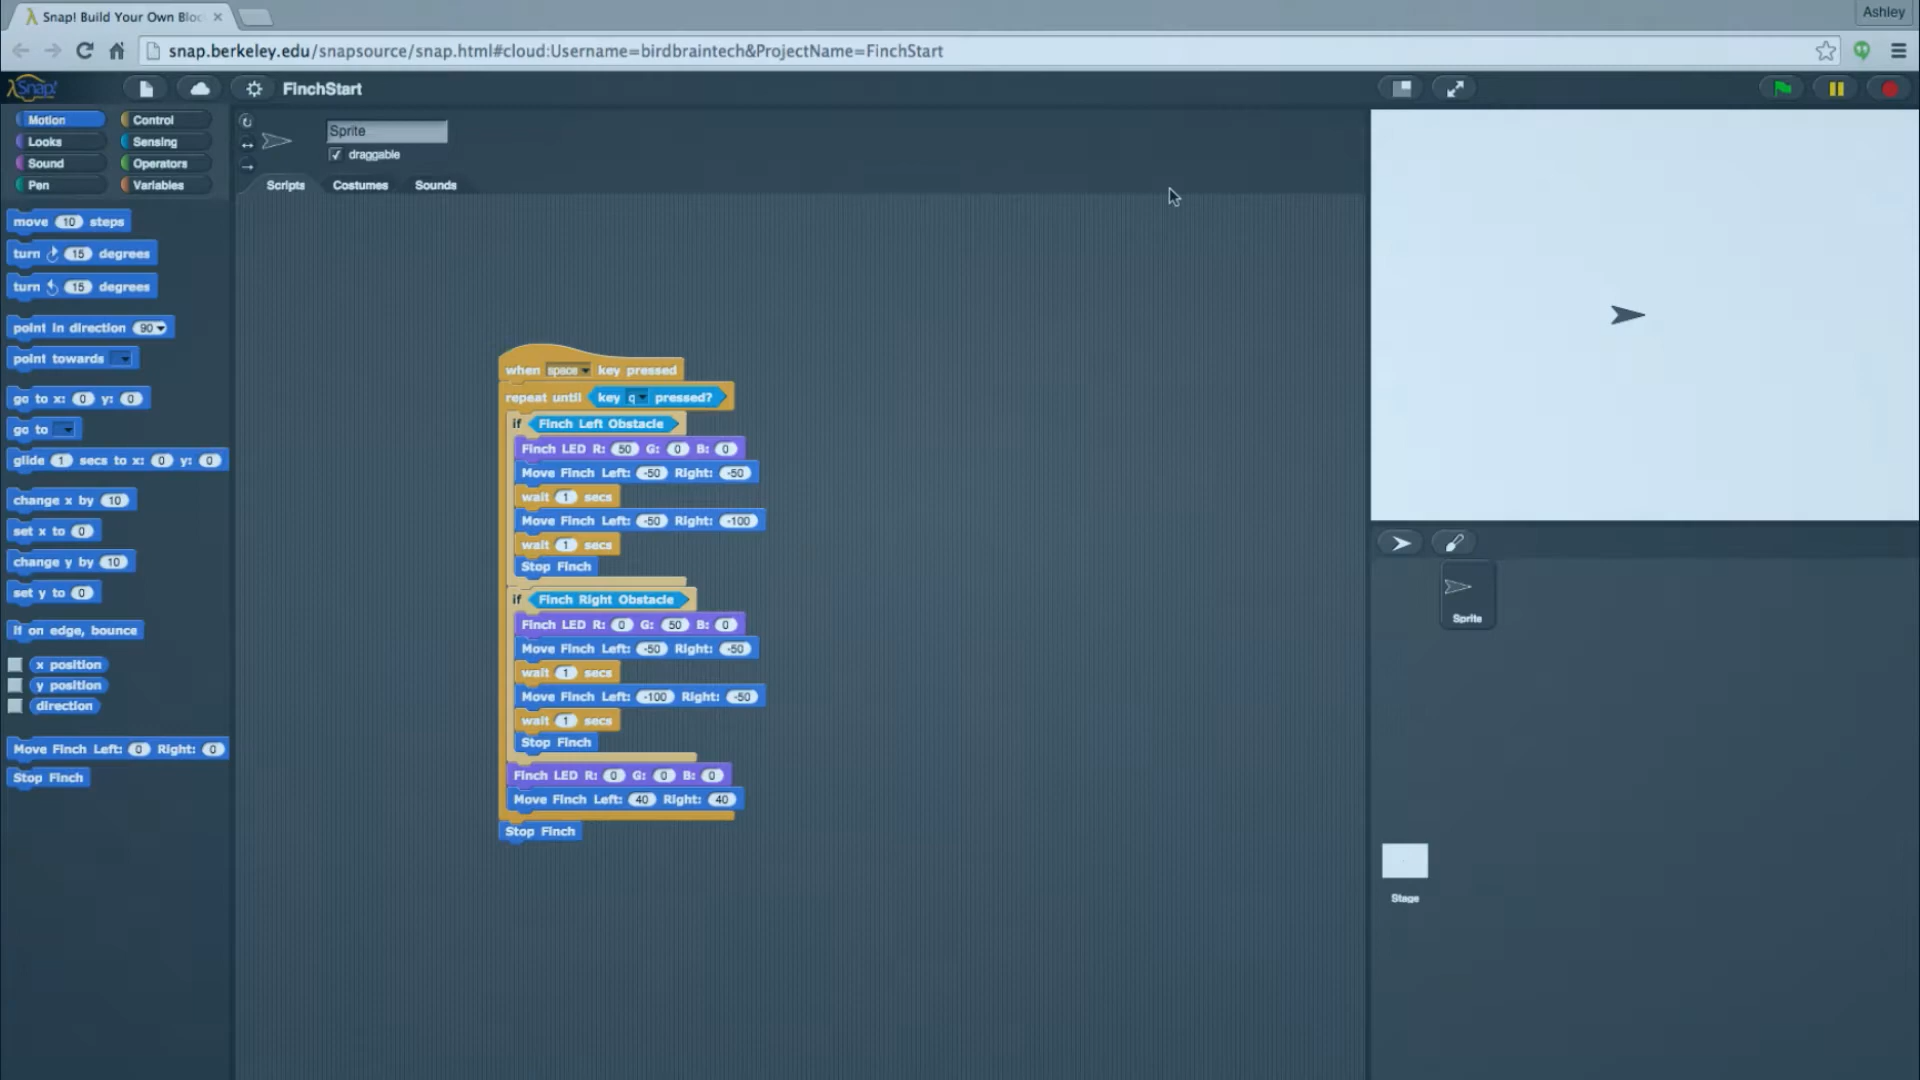 Snap! Build Your Own Bloc
Ashley
snap.berkeley.edu/snapsource/snap.html#cloud:Username=birdbraintech&ProjectName=FinchStart
Snap!
FinchStart
Motion
Control
Looks
Sensing
Sound
Operators
Pen
Variables
Sprite
draggable
Scripts
Costumes
Sounds
move 10 steps
turn 15 degrees
turn 15 degrees
point in direction 90
point towards
go to x: 0 y: 0
go to
glide 1 secs to x: 0 y: 0
change x by 10
set x to 0
change y by 10
set y to 0
if on edge, bounce
x position
y position
direction
Move Finch Left: 0 Right: 0
Stop Finch
when space key pressed
repeat until key q pressed?
if Finch Left Obstacle
Finch LED R: 50 G: 0 B: 0
Move Finch Left: -50 Right: -50
wait 1 secs
Move Finch Left: -50 Right: -100
wait 1 secs
Stop Finch
if Finch Right Obstacle
Finch LED R: 0 G: 50 B: 0
Move Finch Left: -50 Right: -50
wait 1 secs
Move Finch Left: -100 Right: -50
wait 1 secs
Stop Finch
Finch LED R: 0 G: 0 B: 0
Move Finch Left: 40 Right: 40
Stop Finch
Sprite
Stage